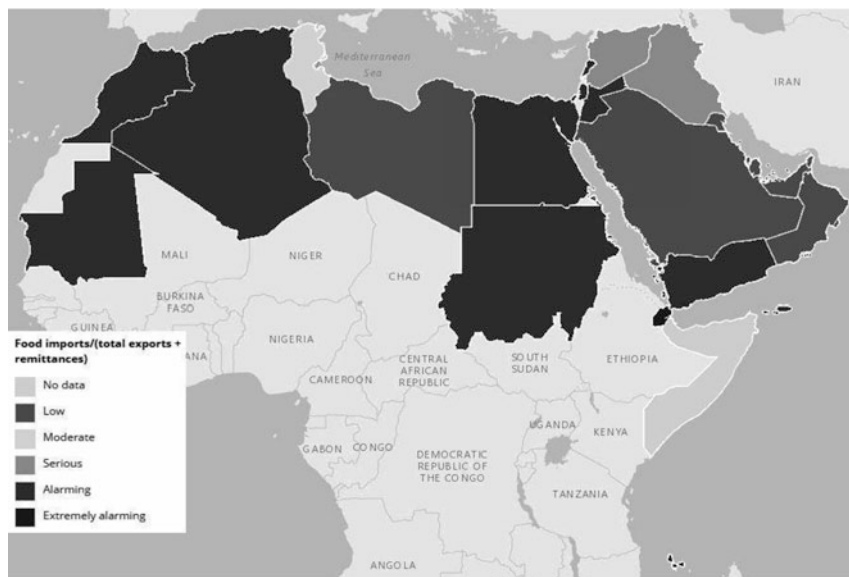 Mediterranean
Sea
IRAN
MALI
NIGER
CHAD
BURKINA
FASO
GUINEA
NIGERIA
ANA
CENTRAL
AFRICAN
REPUBLIC
SOUTH
SUDAN
ETHIOPIA
CAMEROON
UGANDA
KENYA
GABON
CONGO
DEMOCRATIC
REPUBLIC OF
THE CONGO
TANZANIA
ANGOLA
Food imports/(total exports +
remittances)
No data
Low
Moderate
Serious
Alarming
Extremely alarming